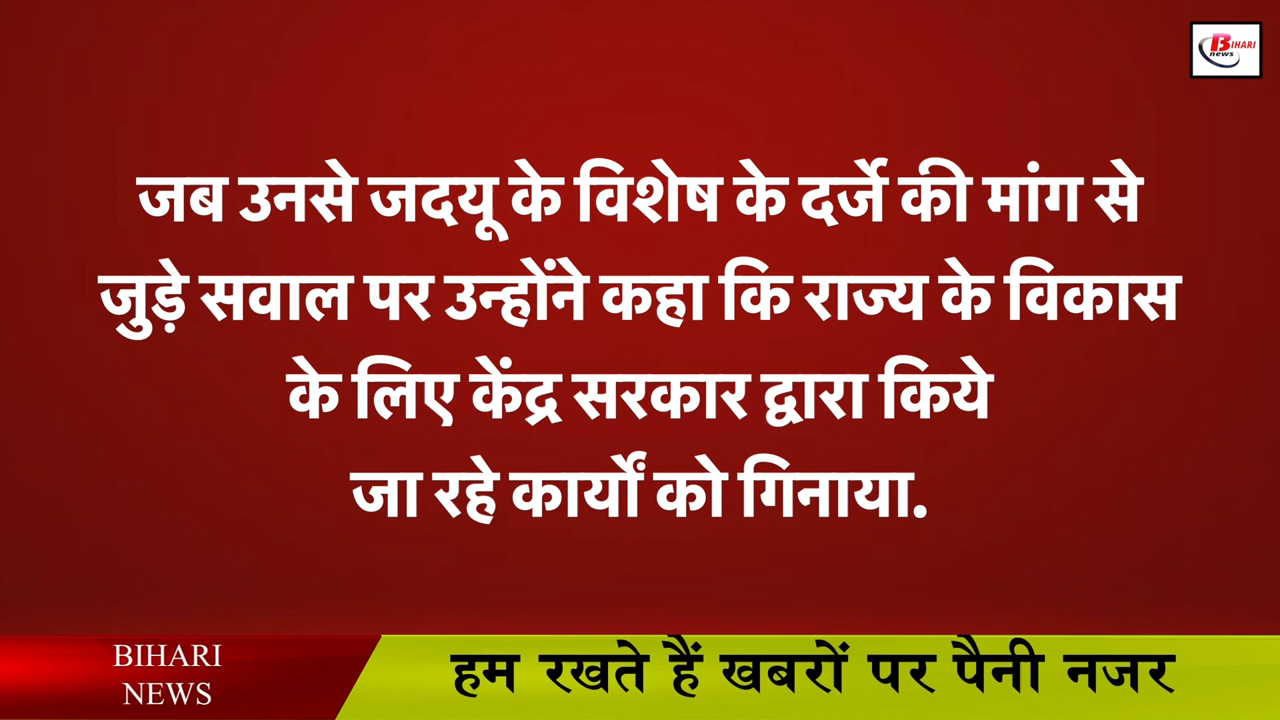 BIHARI
news
जब उनसे जदयू के विशेष के दर्जे की मांग से
जुड़े सवाल पर उन्होंने कहा कि राज्य के विकास
के लिए केंद्र सरकार द्वारा किये
जा रहे कार्यों को गिनाया.
BIHARI
NEWS
हम रखते हैं खबरों पर पैनी नजर